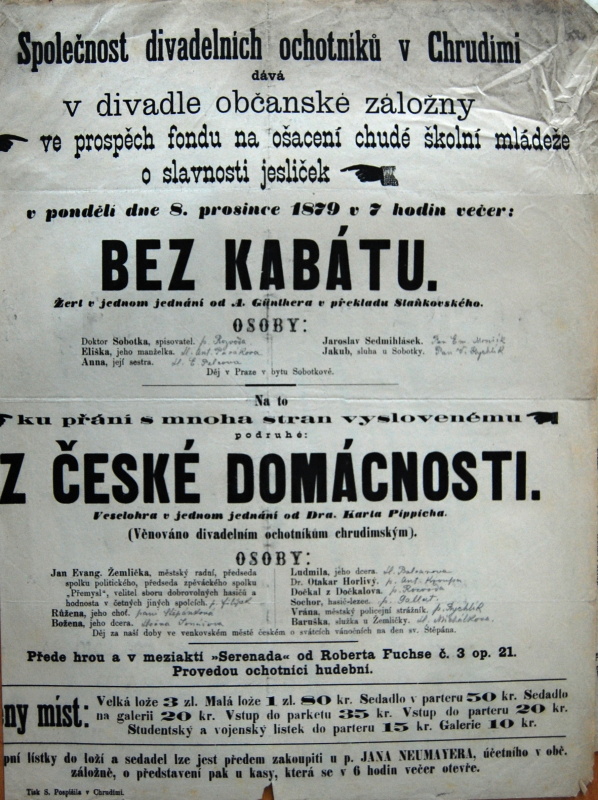 Společnost divadelních ochotníků v Chrudimi
dává
v divadle občanské záložny
ve prospěch fondu na ošacení chudé školní mládeže
o slavnosti jesliček
v pondělí dne 8. prosince 1879 v 7 hodin večer:
BEZ KABÁTU.
Žert v jednom jednání od A. Günthera v překladu Staňkovského.
OSOBY:
Doktor Sobotka, spisovatel.
Eliška, jeho manželka.
Anna, její sestra.
Jaroslav Sedmihlásek.
Jakub, sluha u Sobotky.
Děj v Praze v bytu Sobotkově.
Na to
ku přání s mnoha stran vyslovenému
podruhé:
Z ČESKÉ DOMÁCNOSTI.
Veselohra v jednom jednání od Dra. Karla Pippicha.
(Věnováno divadelním ochotníkům chrudimským).
OSOBY:
Jan Evang. Žemlička, městský radní, předseda
spolku politického, předseda zpěváckého spolku
„Přemysl“, velitel sboru dobrovolných hasičů a
hodnosta v četných jiných spolcích.
Růžena, jeho choť.
Božena, jeho dcera.
Ludmila, jeho dcera.
Dr. Otakar Horlivý.
Dočkal z Dočkalova.
Sochor, hasič-lezec.
Vrána, městský policejní strážník.
Baruška, služka u Žemličky.
Děj za naší doby ve venkovském městě českém o svátcích vánočních na den sv. Štěpána.
Přede hrou a v meziaktí »Serenada« od Roberta Fuchse č. 3 op. 21.
Provedou ochotníci hudební.
ny míst: Velká lože 3 zl. Malá lože 1 zl. 80 kr. Sedadlo v parteru 50 kr. Sedadlo
na galerii 20 kr. Vstup do parketu 35 kr. Vstup do parteru 20 kr.
Studentský a vojenský lístek do parteru 15 kr. Galerie 10 kr.
pní lístky do loží a sedadel lze jest předem zakoupiti u p. JANA NEUMAYERA, účetního v obč.
záložně, o představení pak u kasy, která se v 6 hodin večer otevře.
Tisk S. Pospíšila v Chrudimi.